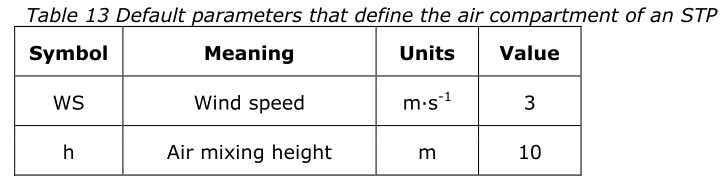 Table 13 Default parameters that define the air compartment of an STP
Symbol Meaning Units Value
WS Wind speed m·s⁻¹ 3
h Air mixing height m 10